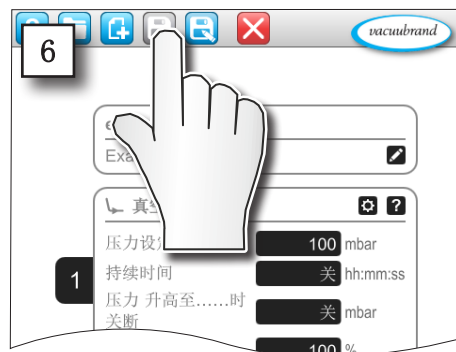 6
vacuubrand
Exa
真
?
压力设
100 mbar
1
持续时间
关 hh:mm:ss
压力 升高至……时
关断
关 mbar
100 %